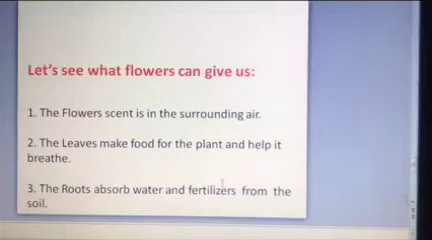 Let's see what flowers can give us:
1. The Flowers scent is in the surrounding air.
2. The Leaves make food for the plant and help it
breathe.
3. The Roots absorb water and fertilizers from the
soil.